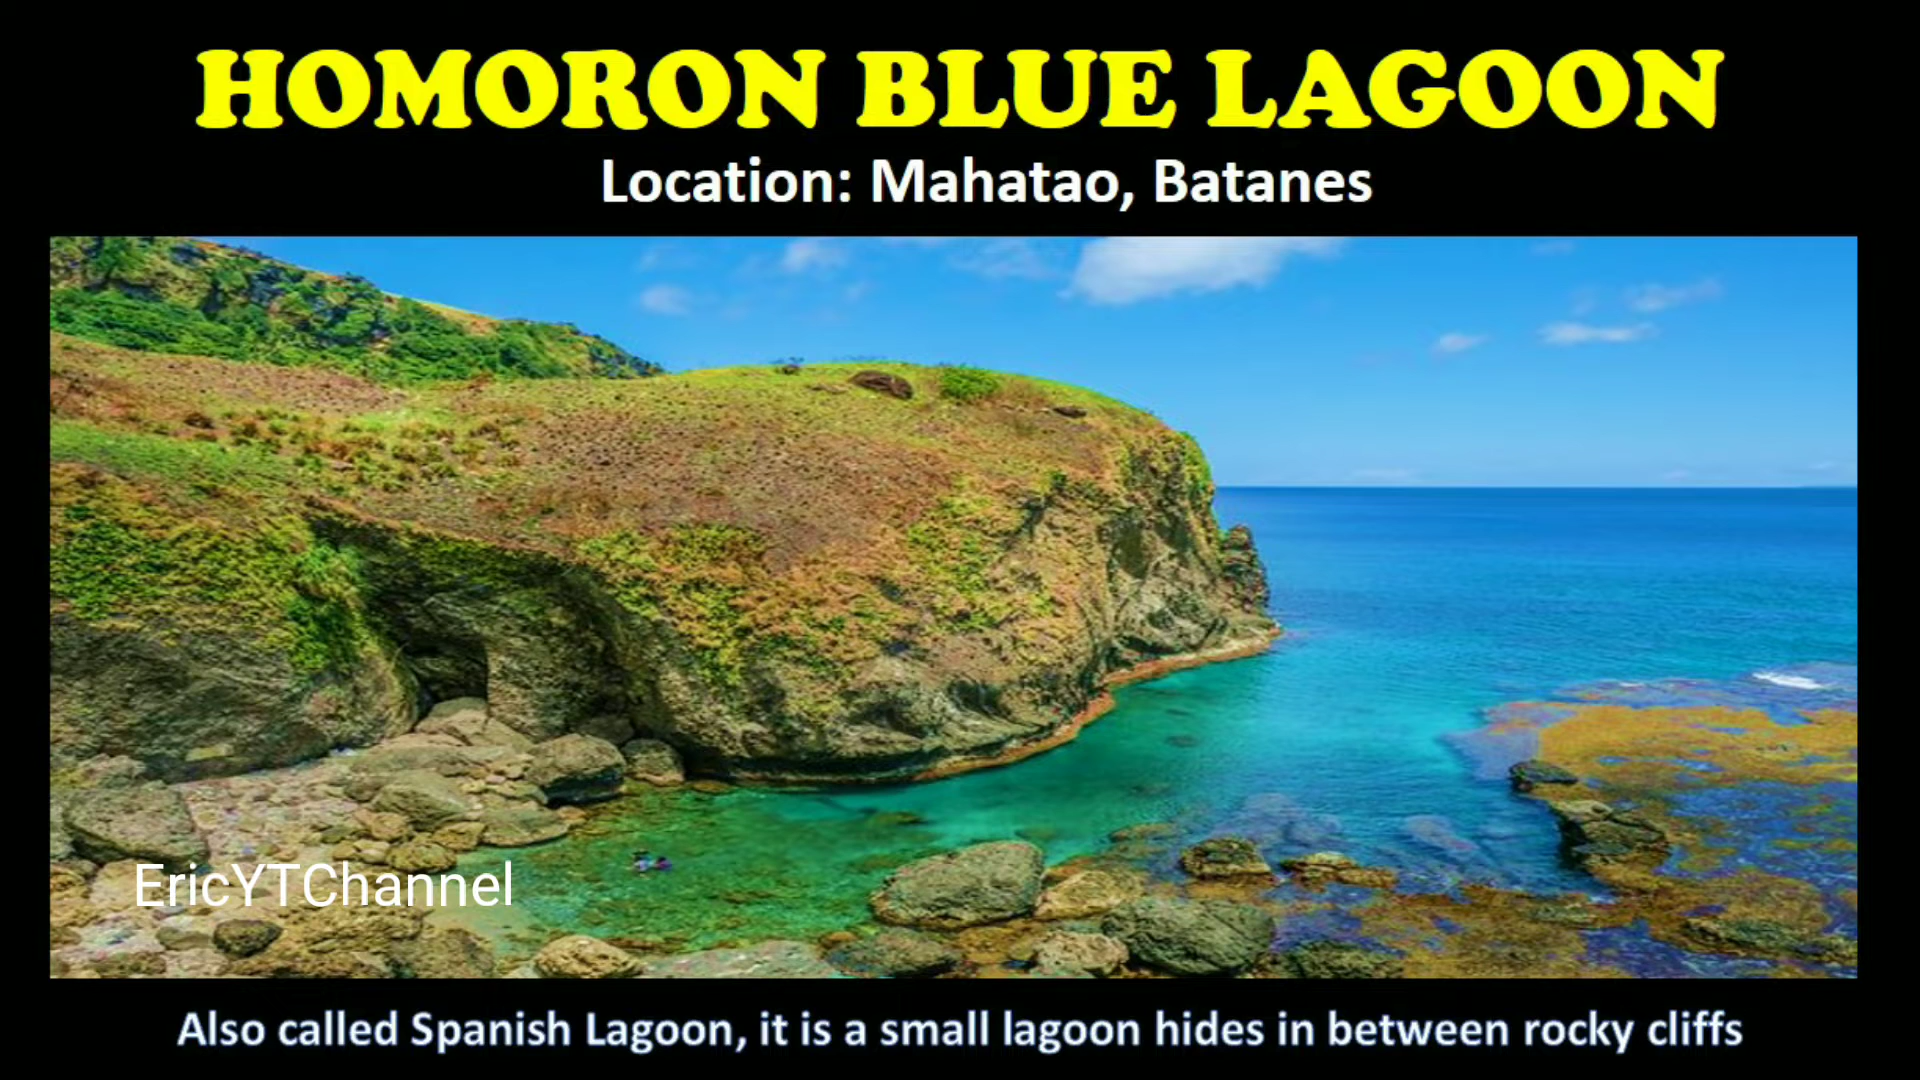 HOMORON BLUE LAGOON
Location: Mahatao, Batanes
EricYTChannel
Also called Spanish Lagoon, it is a small lagoon hides in between rocky cliffs